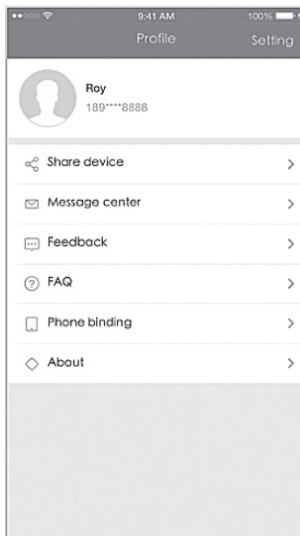 9:41 AM 100%
Profile Setting
Roy
189****8888
Share device
Message center
Feedback
FAQ
Phone binding
About